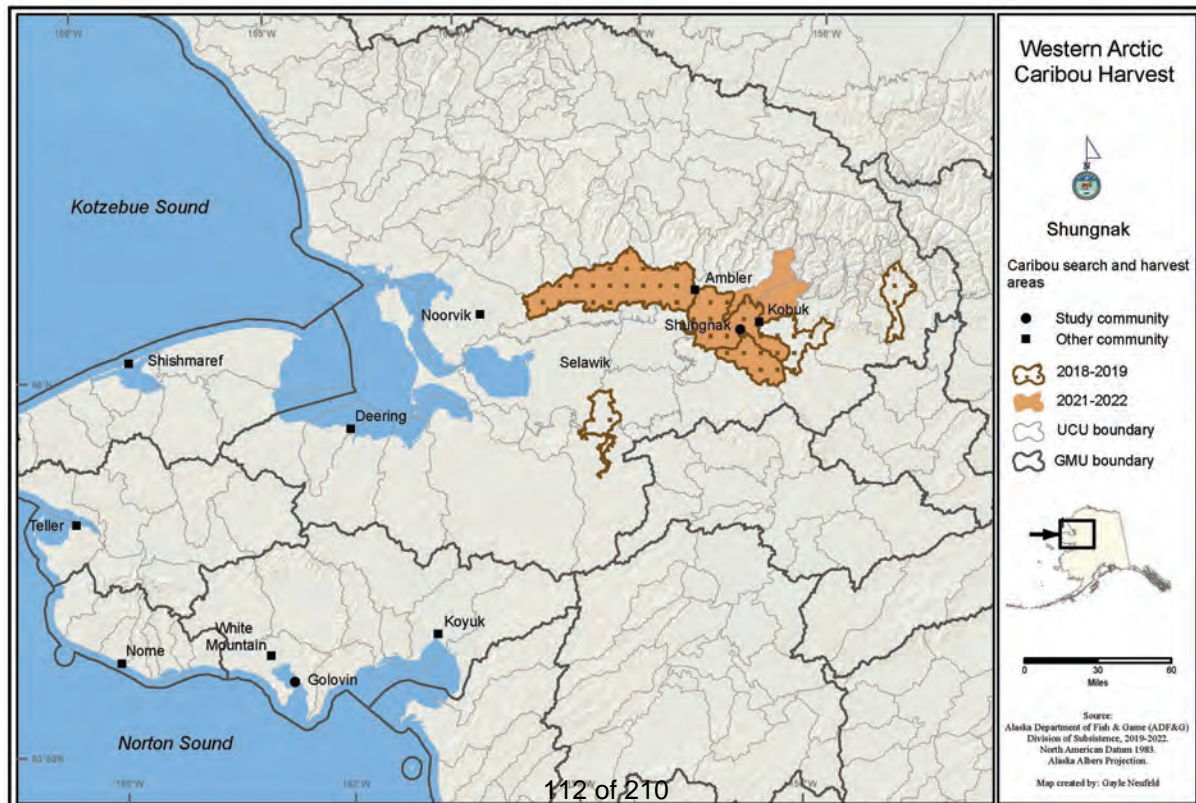 Western Arctic
Caribou Harvest
Shungnak
Caribou search and harvest
areas
Study community
Other community
2018-2019
2021-2022
UCU boundary
GMU boundary
0 30 60
Miles
Source:
Alaska Department of Fish & Game (ADF&G)
Division of Subsistence, 2019-2022.
North American Datum 1983.
Alaska Albers Projection.
Map created by: Gayle Neufeld
Kotzebue Sound
Ambler
Noorvik
Kobuk
Shungnak
Shishmaref
Selawik
Deering
Teller
White
Mountain
Koyuk
Nome
Golovin
Norton Sound
112 of 210